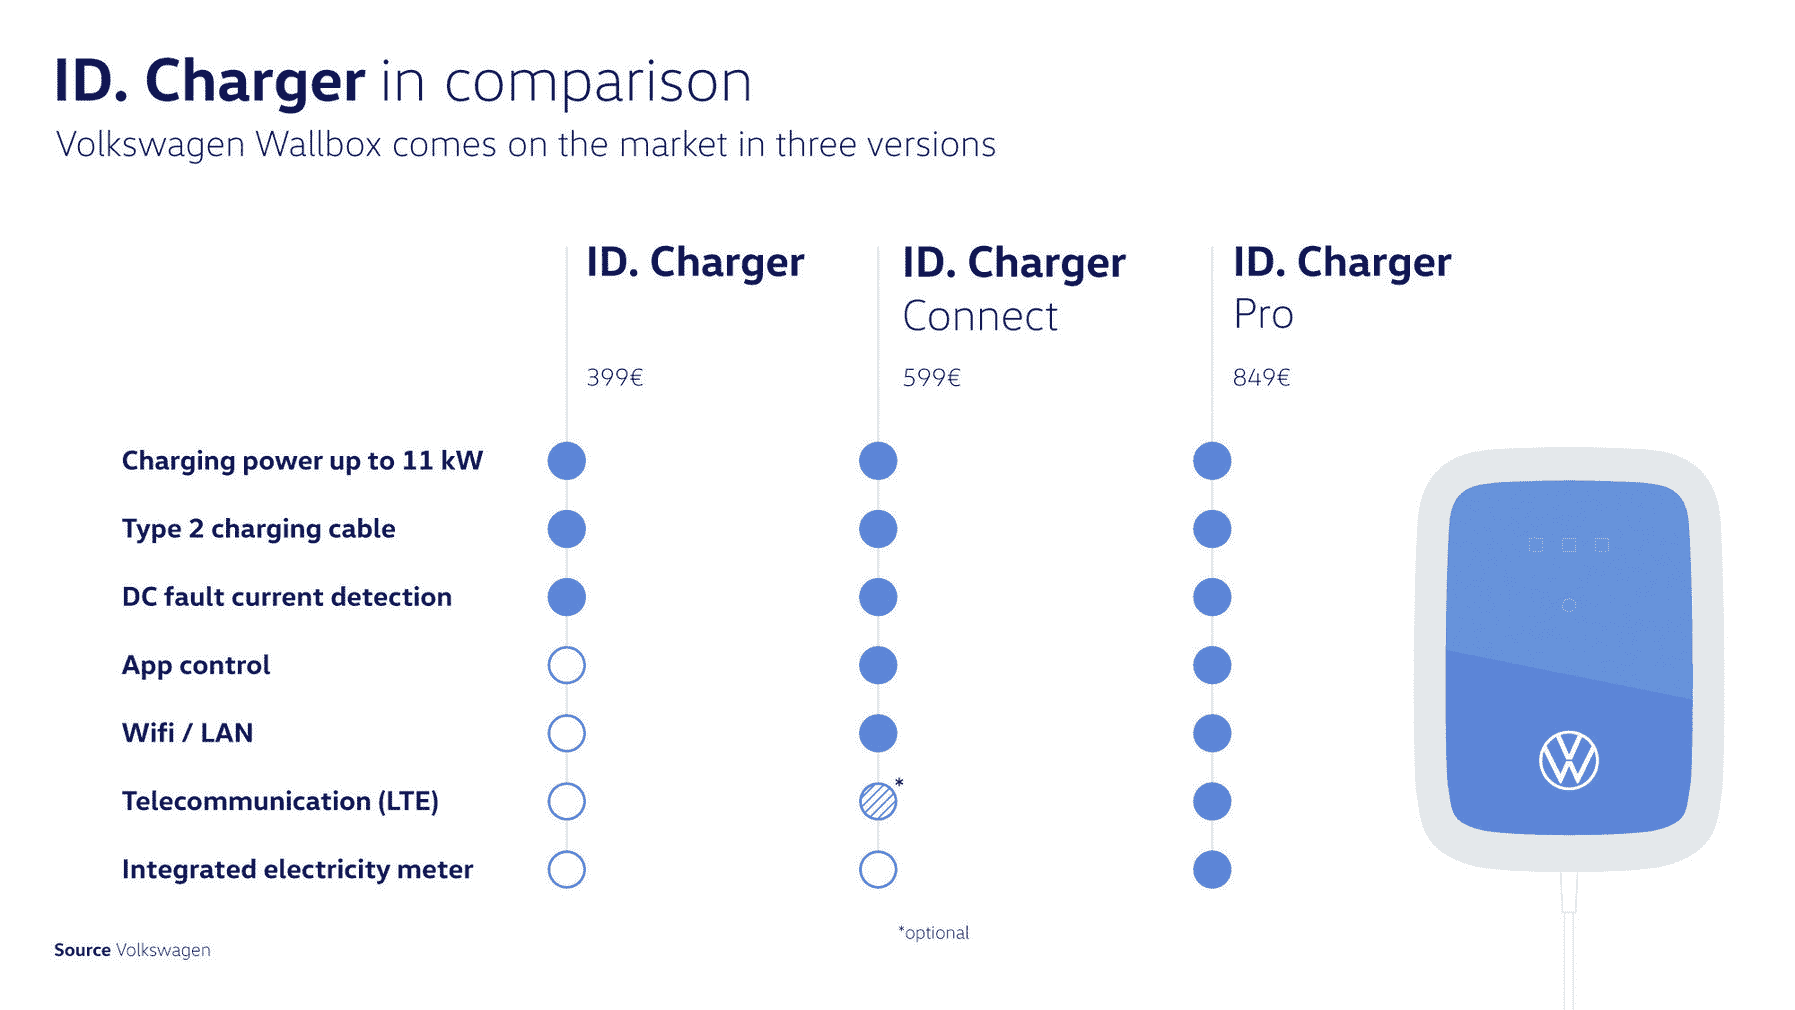 ID. Charger in comparison
Volkswagen Wallbox comes on the market in three versions
ID. Charger ID. Charger ID. Charger
Connect Pro
399€ 599€ 849€
Charging power up to 11 kW
Type 2 charging cable
DC fault current detection
App control
Wifi / LAN
Telecommunication (LTE) *
Integrated electricity meter
*optional
Source Volkswagen